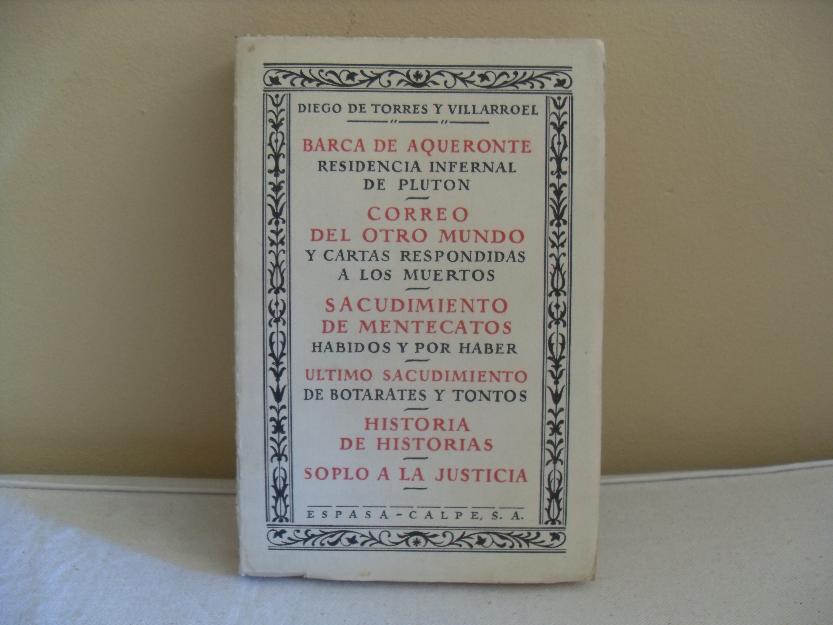 DIEGO DE TORRES Y VILLARROEL
BARCA DE AQUERONTE
RESIDENCIA INFERNAL
DE PLUTON
CORREO
DEL OTRO MUNDO
Y CARTAS RESPONDIDAS
A LOS MUERTOS
SACUDIMIENTO
DE MENTECATOS
HABIDOS Y POR HABER
ULTIMO SACUDIMIENTO
DE BOTARATES Y TONTOS
HISTORIA
DE HISTORIAS
SOPLO A LA JUSTICIA
ESPASA-CALPE, S. A.